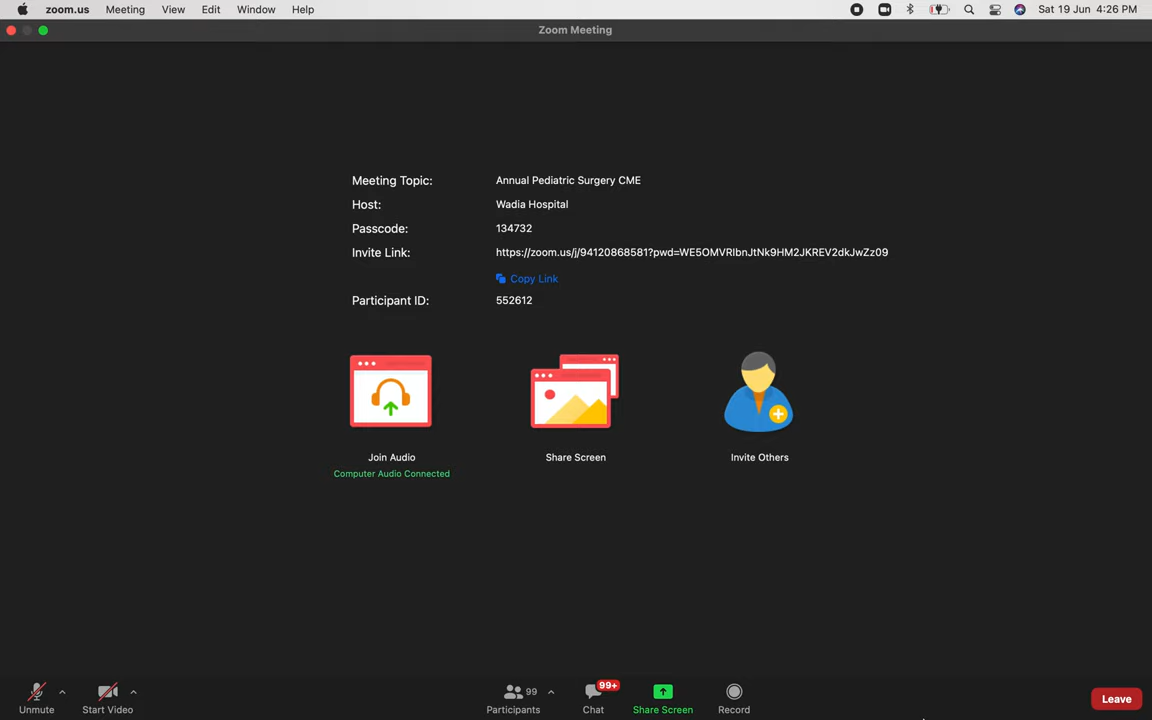 zoom.us Meeting View Edit Window Help Sat 19 Jun 4:26 PM
Zoom Meeting
Meeting Topic: Annual Pediatric Surgery CME
Host: Wadia Hospital
Passcode: 134732
Invite Link: https://zoom.us/j/94120868581?pwd=WE5OMVRIbnJtNk9HM2JKREV2dkJwZz09
Copy Link
Participant ID: 552612
Join Audio Share Screen Invite Others
Computer Audio Connected
99 99+
Unmute Start Video Participants Chat Share Screen Record Leave